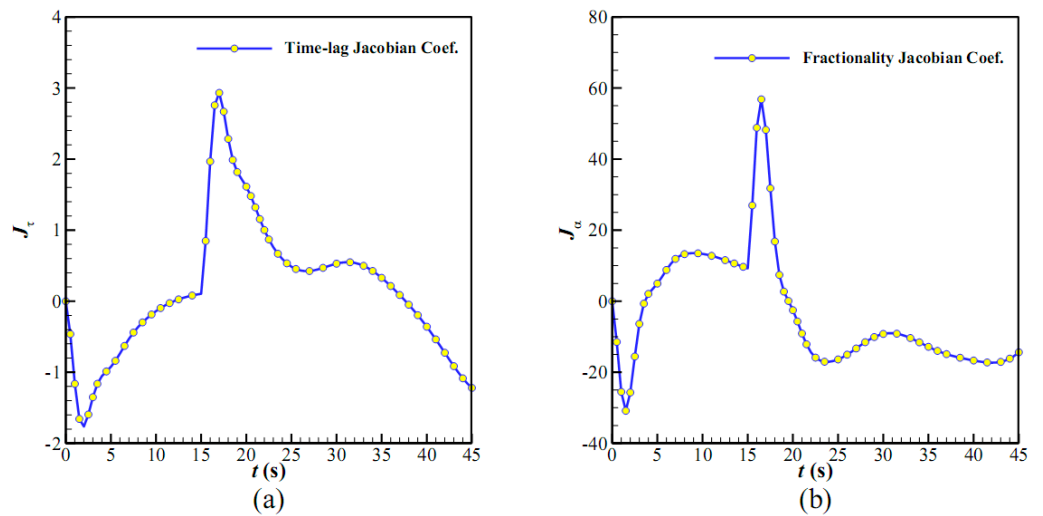 4
3
2
1
0
-1
-2
Jτ
Time-lag Jacobian Coef.
0 5 10 15 20 25 30 35 40 45
t (s)
(a)
80
60
40
20
0
-20
-40
Jα
Fractionality Jacobian Coef.
0 5 10 15 20 25 30 35 40 45
t (s)
(b)